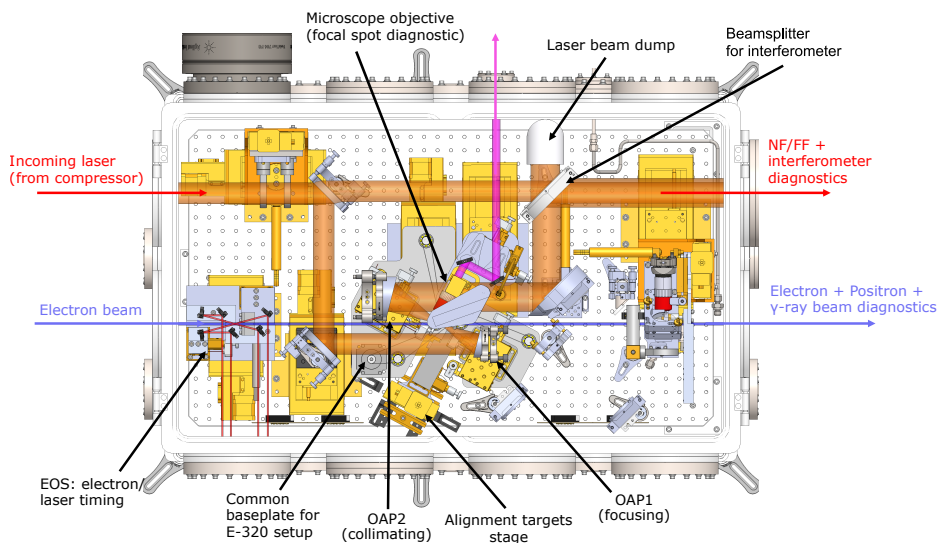 Microscope objective
(focal spot diagnostic)
Laser beam dump
Beamsplitter
for interferometer
Incoming laser
(from compressor)
NF/FF +
interferometer
diagnostics
Electron beam
Electron + Positron +
γ-ray beam diagnostics
EOS: electron/
laser timing
Common
baseplate for
E-320 setup
OAP2
(collimating)
Alignment targets
stage
OAP1
(focusing)